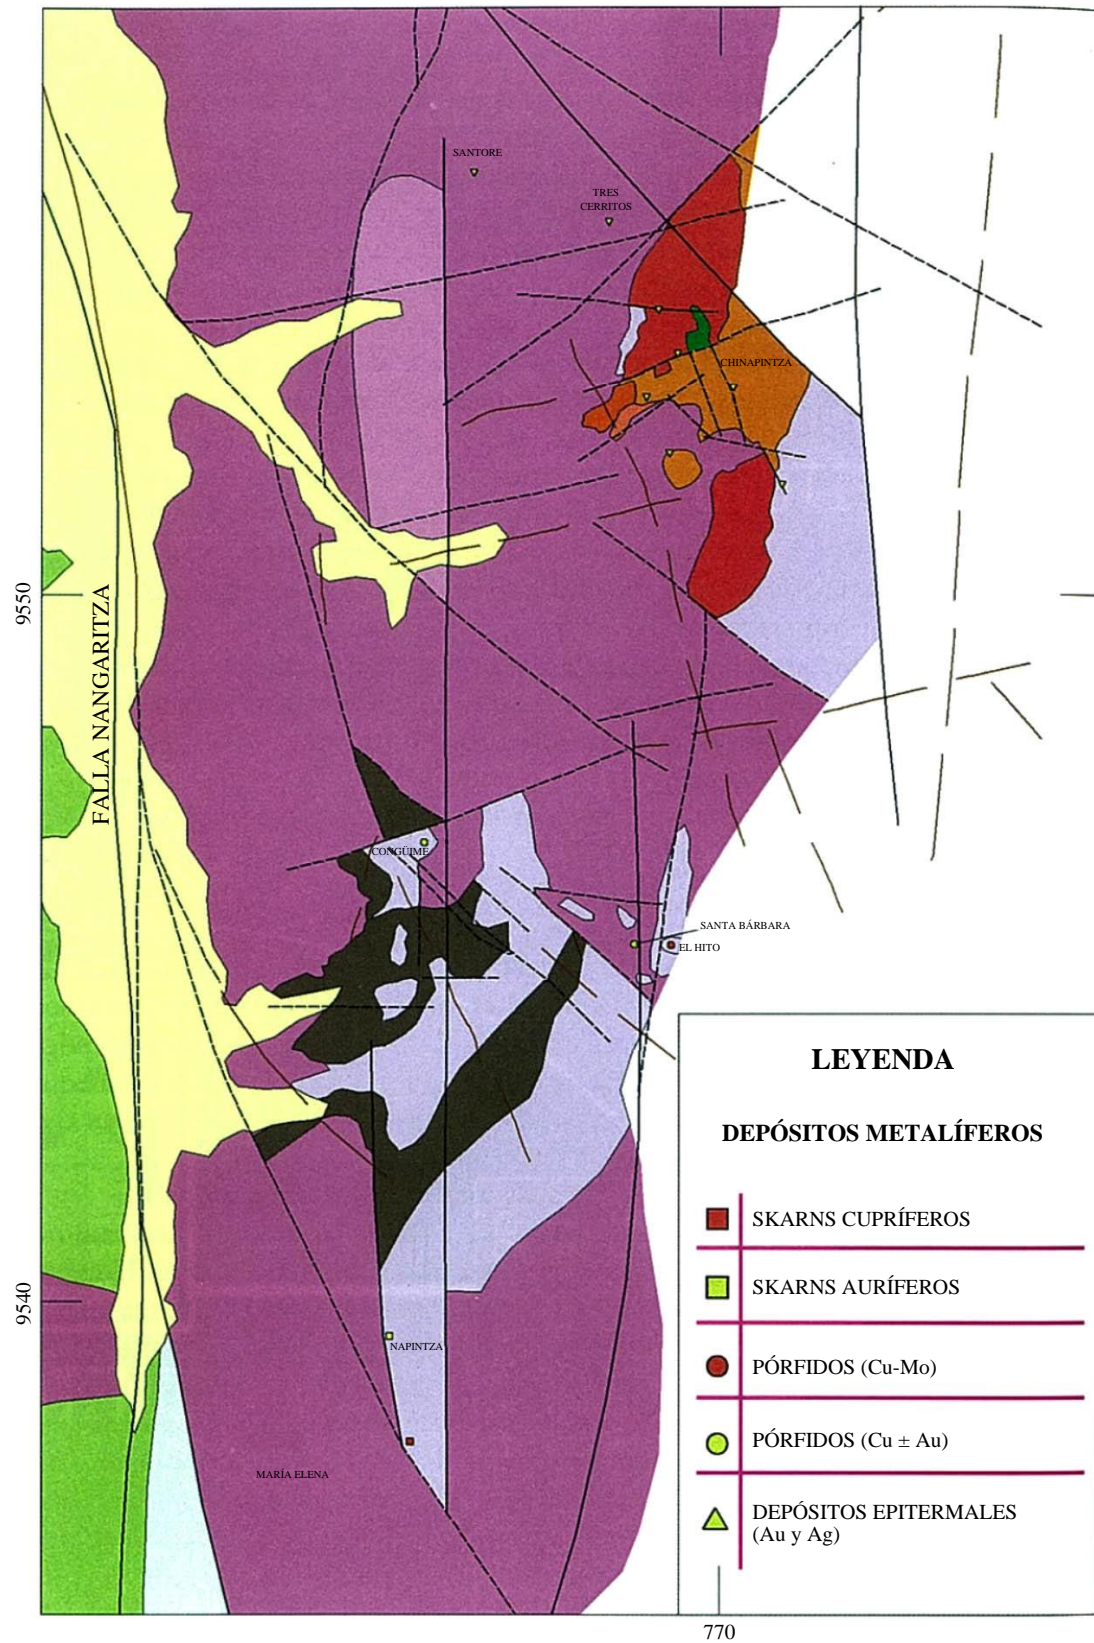 SANTORE
TRES
CERRITOS
CHINAPINTZA
9550
FALLA NANGARITZA
CONGÜIME
SANTA BÁRBARA
EL HITO
LEYENDA
DEPÓSITOS METALÍFEROS
SKARNS CUPRÍFEROS
9540
SKARNS AURÍFEROS
NAPINTZA
PÓRFIDOS (Cu-Mo)
PÓRFIDOS (Cu ± Au)
MARÍA ELENA
DEPÓSITOS EPITERMALES
(Au y Ag)
770